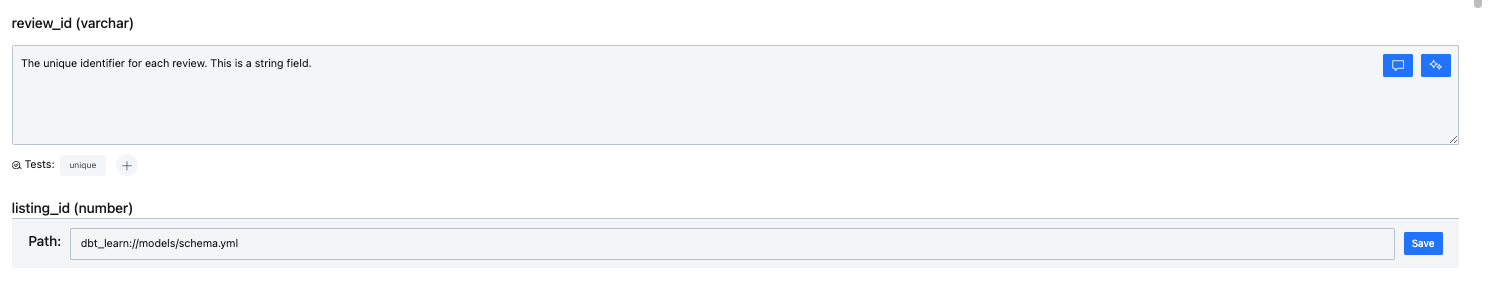 review_id (varchar)
The unique identifier for each review. This is a string field.
Tests: unique
listing_id (number)
Path: dbt_learn://models/schema.yml Save